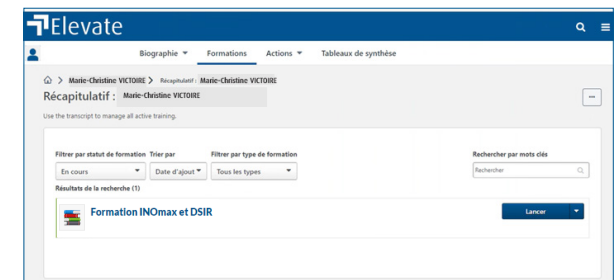 Elevate
Biographie Formations Actions Tableaux de synthèse
> Marie-Christine VICTOIRE > Récapitulatif : Marie-Christine VICTOIRE
Récapitulatif : Marie-Christine VICTOIRE
Use the transcript to manage all active training.
Filtrer par statut de formation Trier par Filtrer par type de formation Rechercher par mots clés
En cours Date d'ajout Tous les types Rechercher
Résultats de la recherche (1)
Formation INOmax et DSIR Lancer